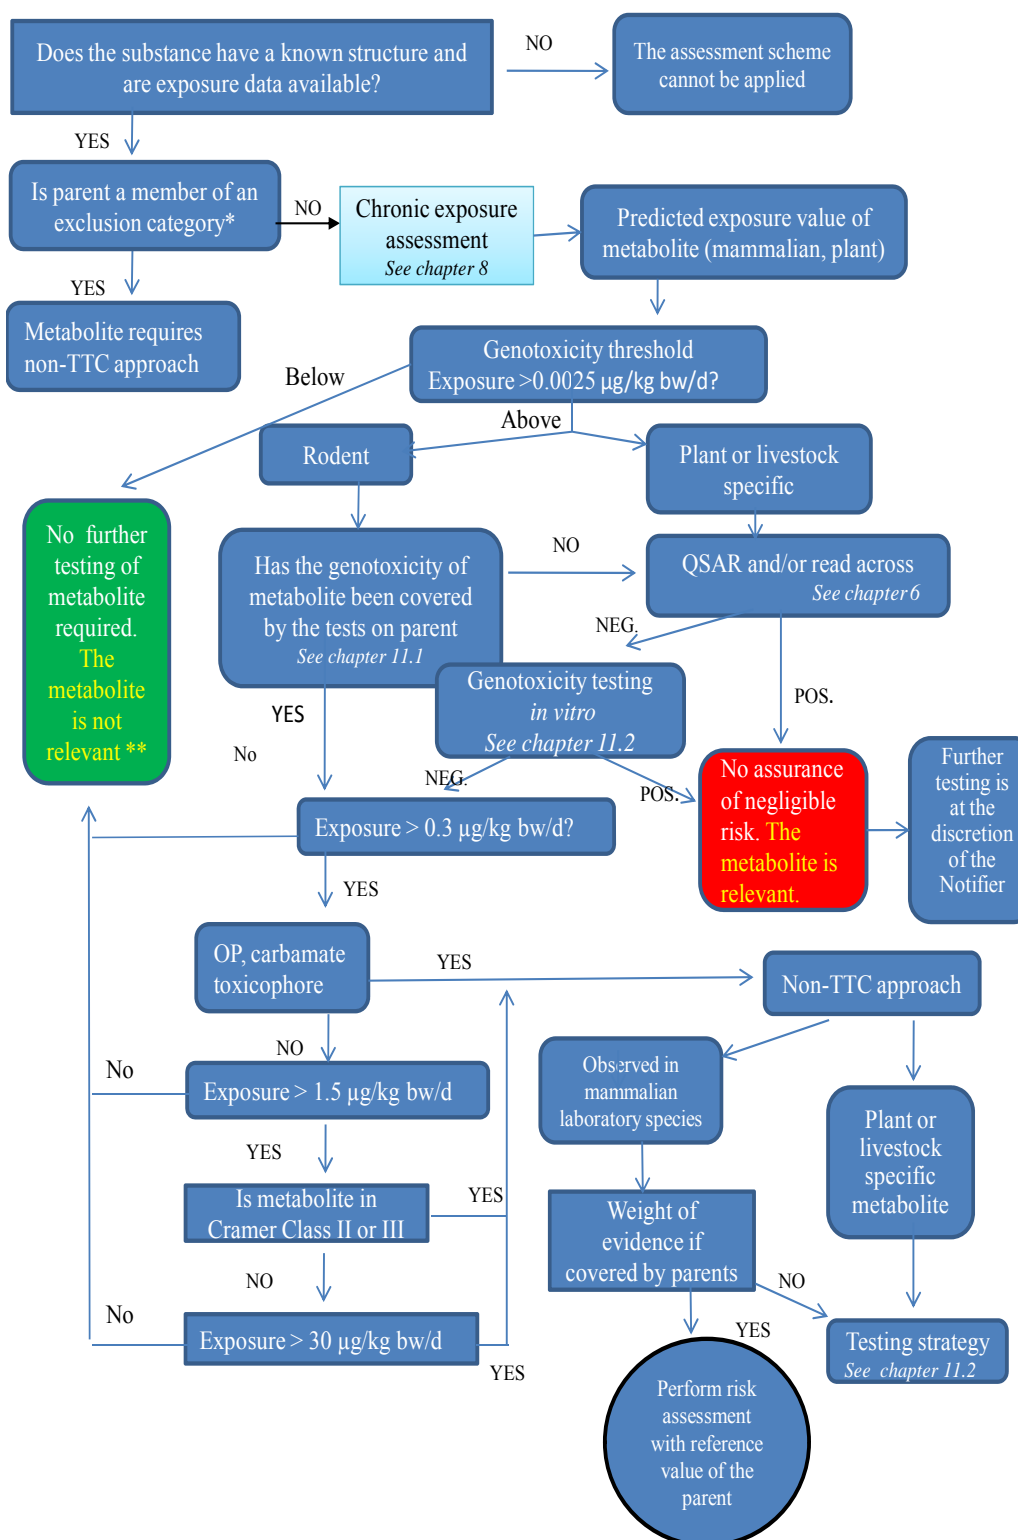 Does the substance have a known structure and
are exposure data available?
NO
The assessment scheme
cannot be applied
YES
Is parent a member of an
exclusion category*
NO
Chronic exposure
assessment
See chapter 8
Predicted exposure value of
metabolite (mammalian, plant)
YES
Metabolite requires
non-TTC approach
Genotoxicity threshold
Exposure >0.0025 µg/kg bw/d?
Below
Above
Rodent
Plant or livestock
specific
No further
testing of
metabolite
required.
The
metabolite
is not
relevant **
Has the genotoxicity of
metabolite been covered
by the tests on parent
See chapter 11.1
NO
QSAR and/or read across
See chapter 6
NEG.
POS.
Genotoxicity testing
in vitro
See chapter 11.2
YES
No
NEG.
POS.
No assurance
of negligible
risk. The
metabolite is
relevant.
Further
testing is
at the
discretion
of the
Notifier
Exposure > 0.3 µg/kg bw/d?
YES
OP, carbamate
toxicophore
YES
Non-TTC approach
NO
No
Exposure > 1.5 µg/kg bw/d
Observed in
mammalian
laboratory species
Plant or
livestock
specific
metabolite
YES
Is metabolite in
Cramer Class II or III
YES
Weight of
evidence if
covered by parents
NO
NO
No
Exposure > 30 µg/kg bw/d
YES
YES
Testing strategy
See chapter 11.2
Perform risk
assessment
with reference
value of the
parent